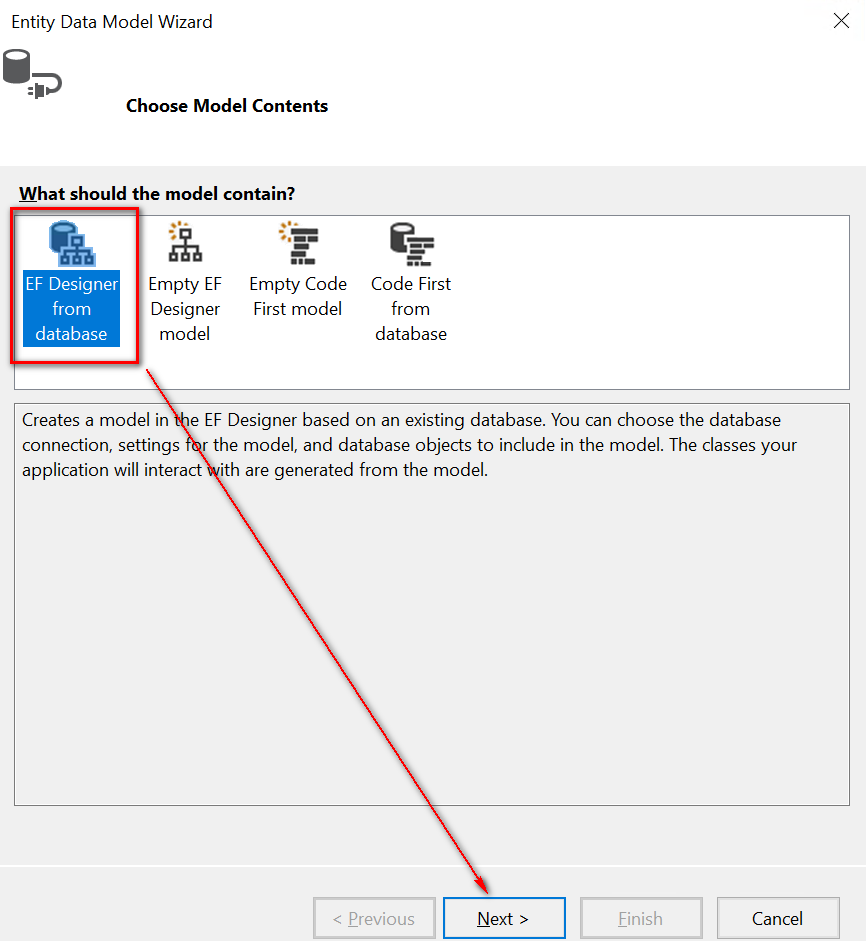 Entity Data Model Wizard
Choose Model Contents
What should the model contain?
EF Designer
from
database
Empty EF
Designer
model
Empty Code
First model
Code First
from
database
Creates a model in the EF Designer based on an existing database. You can choose the database
connection, settings for the model, and database objects to include in the model. The classes your
application will interact with are generated from the model.
< Previous
Next >
Finish
Cancel